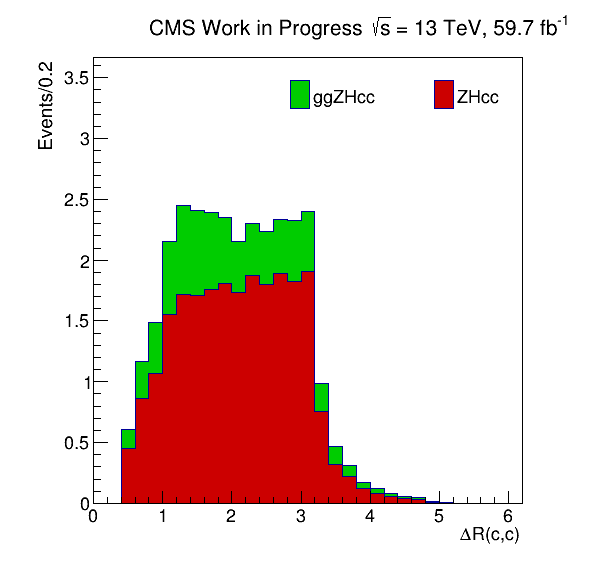 CMS Work in Progress √s = 13 TeV, 59.7 fb⁻¹
Events/0.2
3.5
3
2.5
2
1.5
1
0.5
0
ggZHcc ZHcc
0 1 2 3 4 5 6
ΔR(c,c)